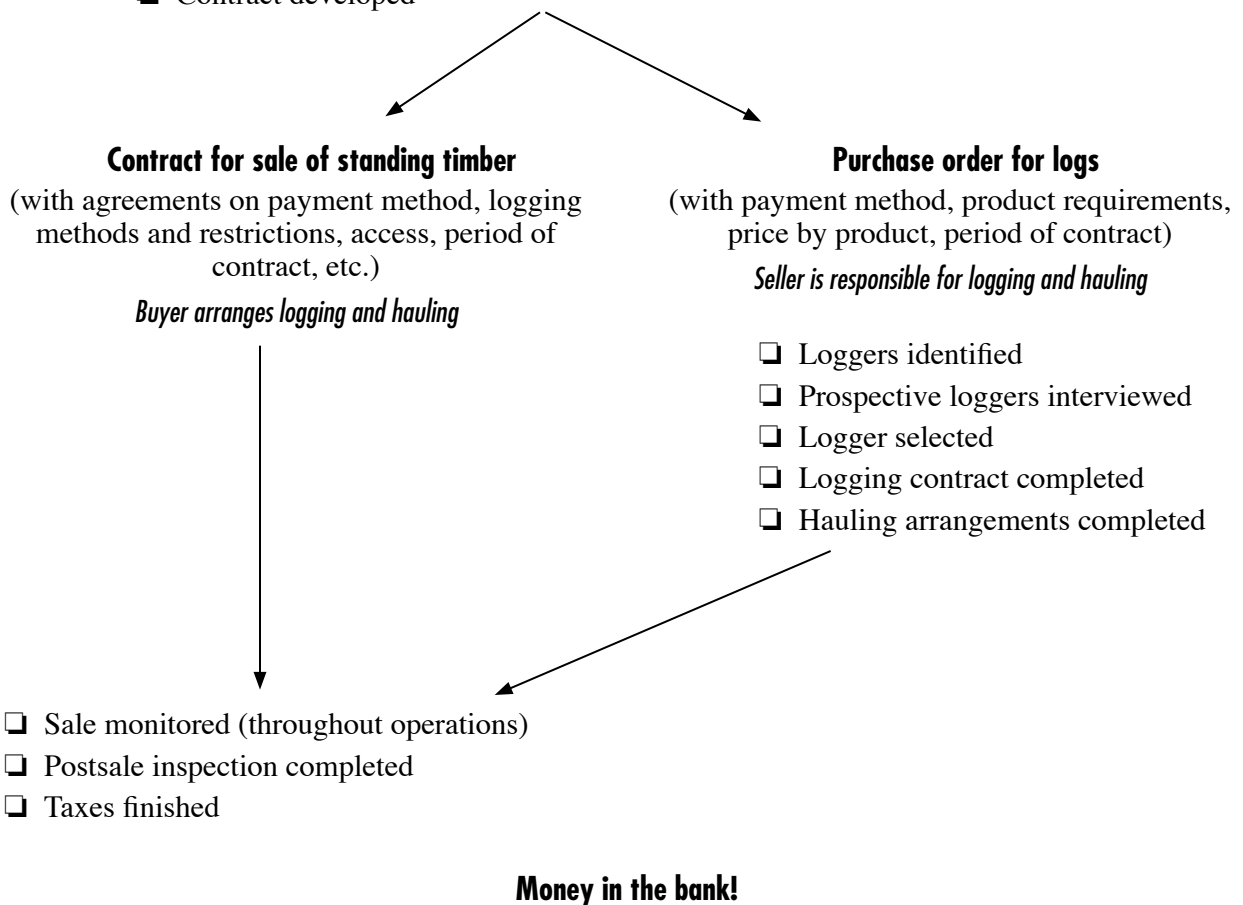 ❏ Contract developed
Contract for sale of standing timber
(with agreements on payment method, logging
methods and restrictions, access, period of
contract, etc.)
Buyer arranges logging and hauling
Purchase order for logs
(with payment method, product requirements,
price by product, period of contract)
Seller is responsible for logging and hauling
❏ Loggers identified
❏ Prospective loggers interviewed
❏ Logger selected
❏ Logging contract completed
❏ Hauling arrangements completed
❏ Sale monitored (throughout operations)
❏ Postsale inspection completed
❏ Taxes finished
Money in the bank!